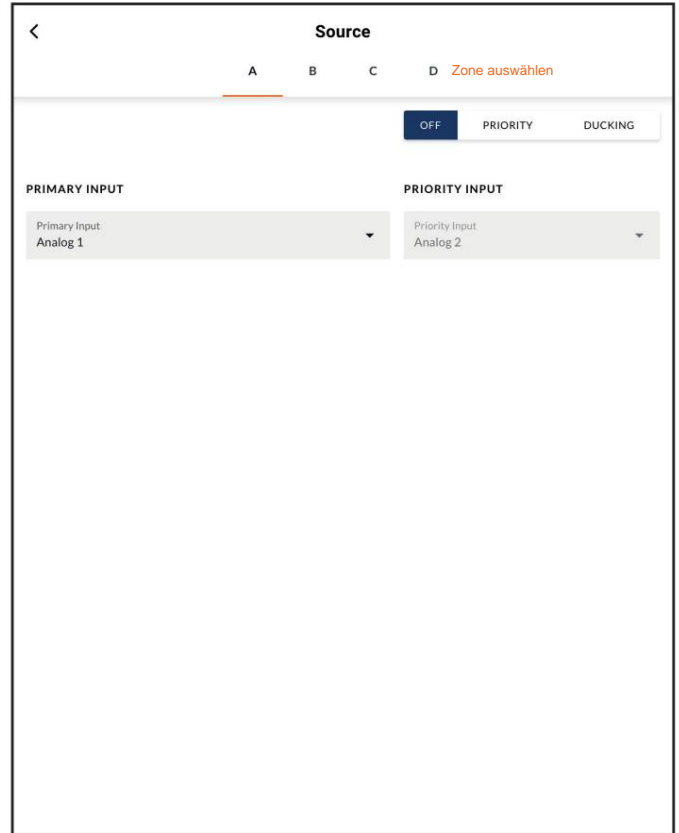 Source
A B C D Zone auswählen
OFF PRIORITY DUCKING
PRIMARY INPUT PRIORITY INPUT
Primary Input Priority Input
Analog 1 Analog 2